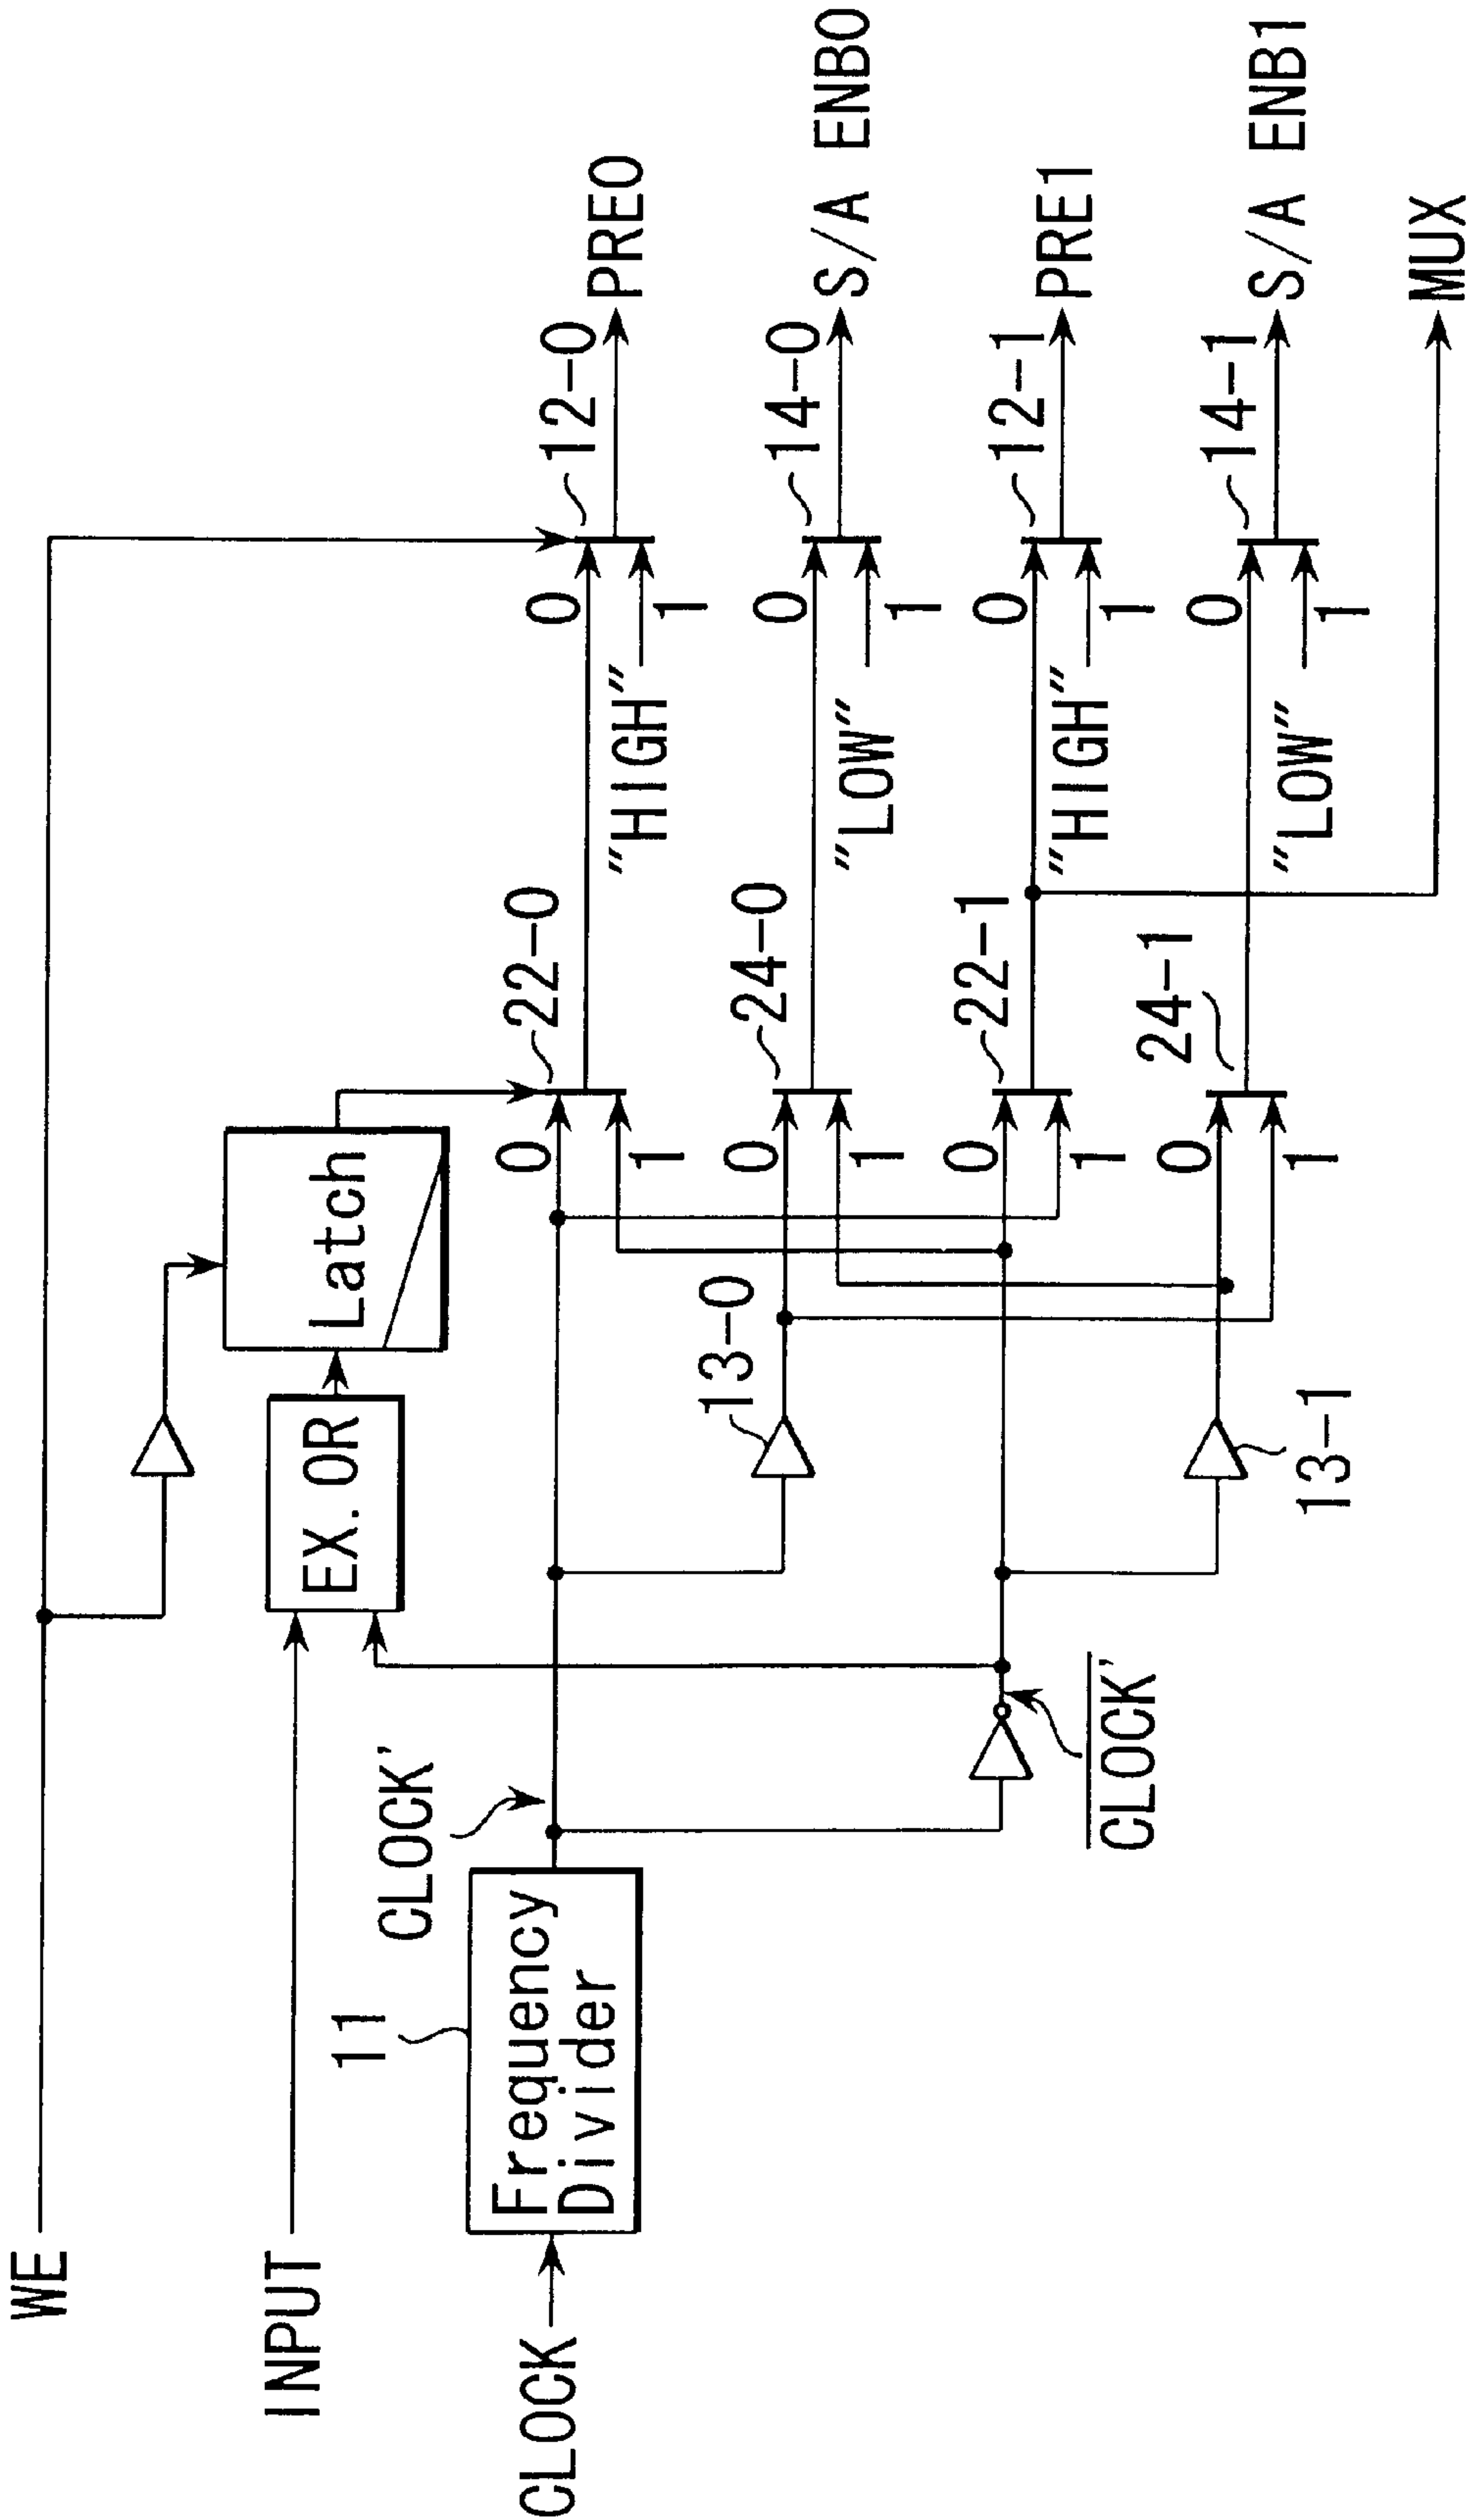 WE
INPUT
CLOCK
11
Frequency
Divider
CLOCK'
CLOCK'
EX. OR
Latch
13-0
13-1
22-0
0
1
24-0
0
1
22-1
0
1
24-1
0
1
12-0
0
1
"HIGH"
PRE0
14-0
0
1
"LOW"
S/A ENB0
12-1
0
1
"HIGH"
PRE1
14-1
0
1
"LOW"
S/A ENB1
MUX